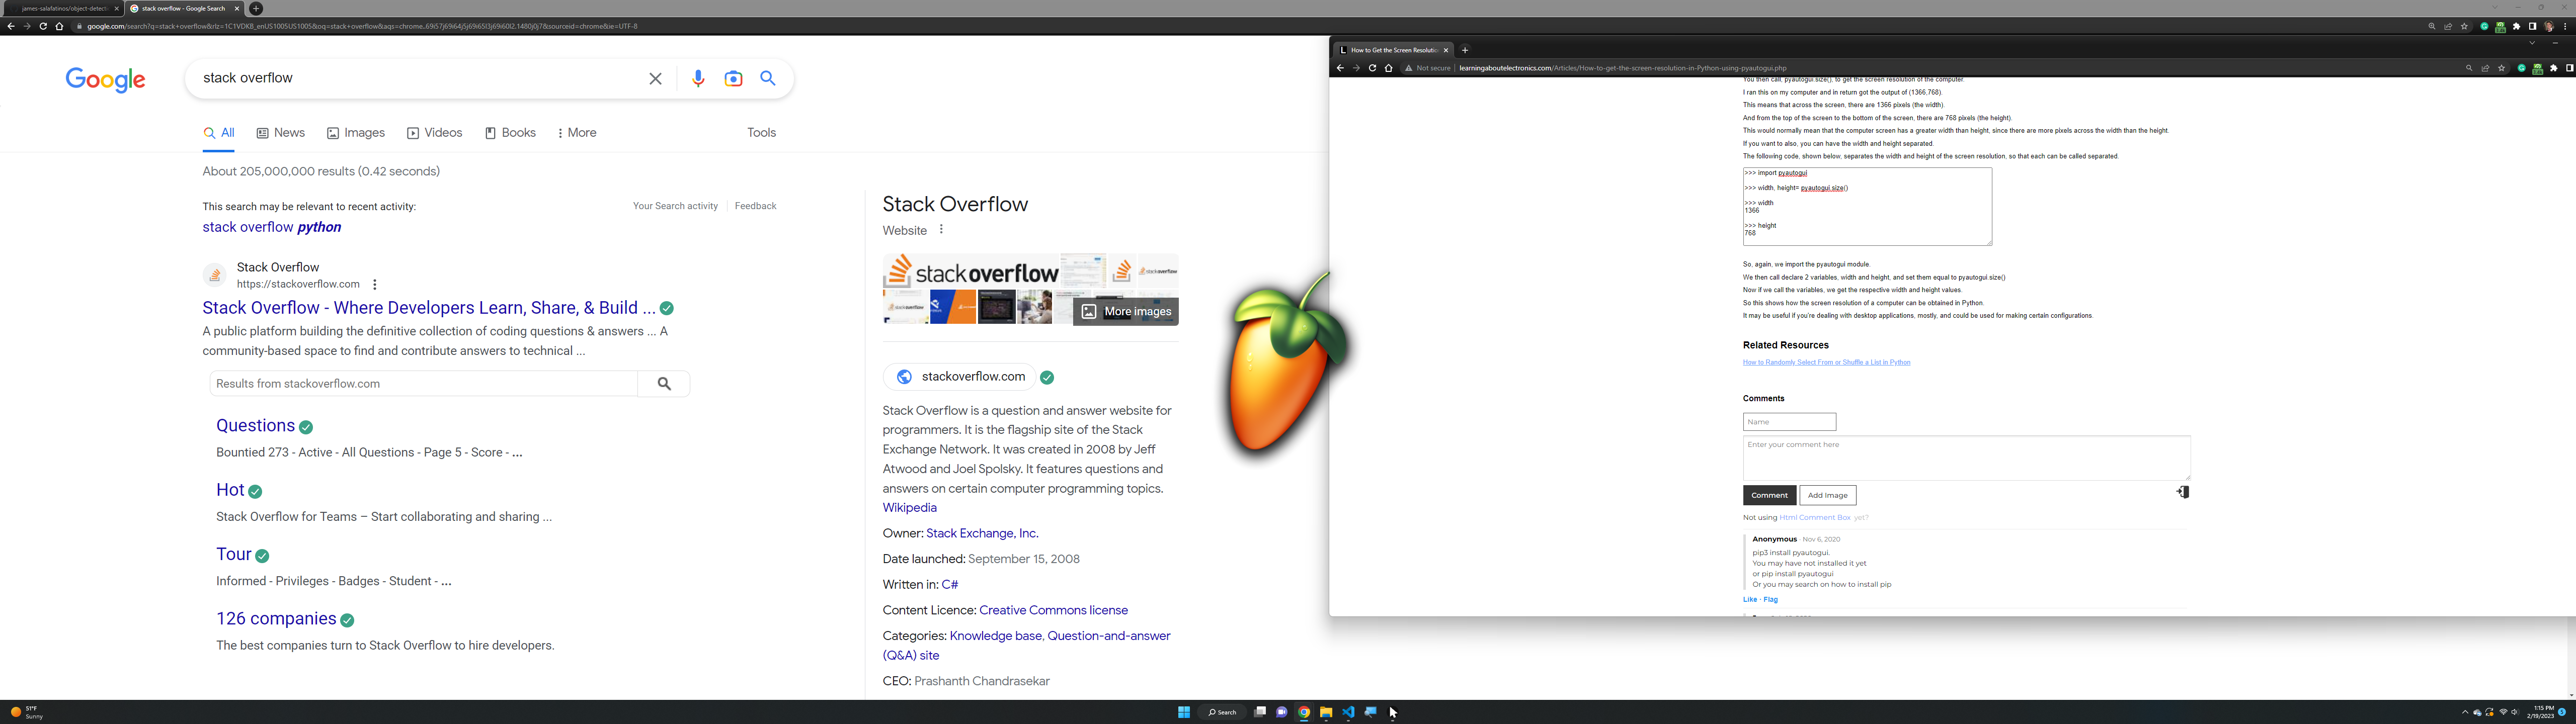 james-salafatinos/object-detecti
stack overflow - Google Search
google.com/search?q=stack+overflow&rlz=1C1VDKB_enUS1005US1005&oq=stack+overflow&aqs=chrome..69i57j69i64j5j69i65l3j69i60l2.1480j0j7&sourceid=chrome&ie=UTF-8
Google
stack overflow
All
News
Images
Videos
Books
More
Tools
About 205,000,000 results (0.42 seconds)
This search may be relevant to recent activity:
Your Search activity
Feedback
stack overflow python
Stack Overflow
https://stackoverflow.com
Stack Overflow - Where Developers Learn, Share, & Build ...
A public platform building the definitive collection of coding questions & answers ... A
community-based space to find and contribute answers to technical ...
Results from stackoverflow.com
Questions
Bountied 273 - Active - All Questions - Page 5 - Score - ...
Hot
Stack Overflow for Teams – Start collaborating and sharing ...
Tour
Informed - Privileges - Badges - Student - ...
126 companies
The best companies turn to Stack Overflow to hire developers.
Stack Overflow
Website
stackoverflow
More images
stackoverflow.com
Stack Overflow is a question and answer website for
programmers. It is the flagship site of the Stack
Exchange Network. It was created in 2008 by Jeff
Atwood and Joel Spolsky. It features questions and
answers on certain computer programming topics.
Wikipedia
Owner: Stack Exchange, Inc.
Date launched: September 15, 2008
Written in: C#
Content Licence: Creative Commons license
Categories: Knowledge base, Question-and-answer
(Q&A) site
CEO: Prashanth Chandrasekar
How to Get the Screen Resolutio
Not secure
learningaboutelectronics.com/Articles/How-to-get-the-screen-resolution-in-Python-using-pyautogui.php
You then call, pyautogui.size(), to get the screen resolution of the computer.
I ran this on my computer and in return got the output of (1366,768).
This means that across the screen, there are 1366 pixels (the width).
And from the top of the screen to the bottom of the screen, there are 768 pixels (the height).
This would normally mean that the computer screen has a greater width than height, since there are more pixels across the width than the height.
If you want to also, you can have the width and height separated.
The following code, shown below, separates the width and height of the screen resolution, so that each can be called separated.
>>> import pyautogui
>>> width, height= pyautogui.size()
>>> width
1366
>>> height
768
So, again, we import the pyautogui module.
We then call declare 2 variables, width and height, and set them equal to pyautogui.size()
Now if we call the variables, we get the respective width and height values.
So this shows how the screen resolution of a computer can be obtained in Python.
It may be useful if you're dealing with desktop applications, mostly, and could be used for making certain configurations.
Related Resources
How to Randomly Select From or Shuffle a List in Python
Comments
Name
Enter your comment here
Comment
Add Image
Not using Html Comment Box yet?
Anonymous · Nov 6, 2020
pip3 install pyautogui.
You may have not installed it yet
or pip install pyautogui
Or you may search on how to install pip
Like · Flag
51°F
Sunny
Search
1:15 PM
2/19/2023